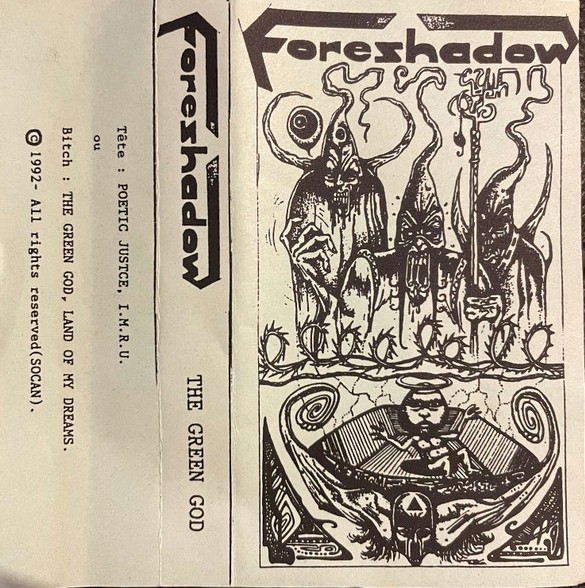 Foreshadow
Foreshadow
THE GREEN GOD
Tête : POETIC JUSTCE, I.M.R.U.
ou
Bitch : THE GREEN GOD, LAND OF MY DREAMS.
© 1992- All rights reserved(SOCAN).